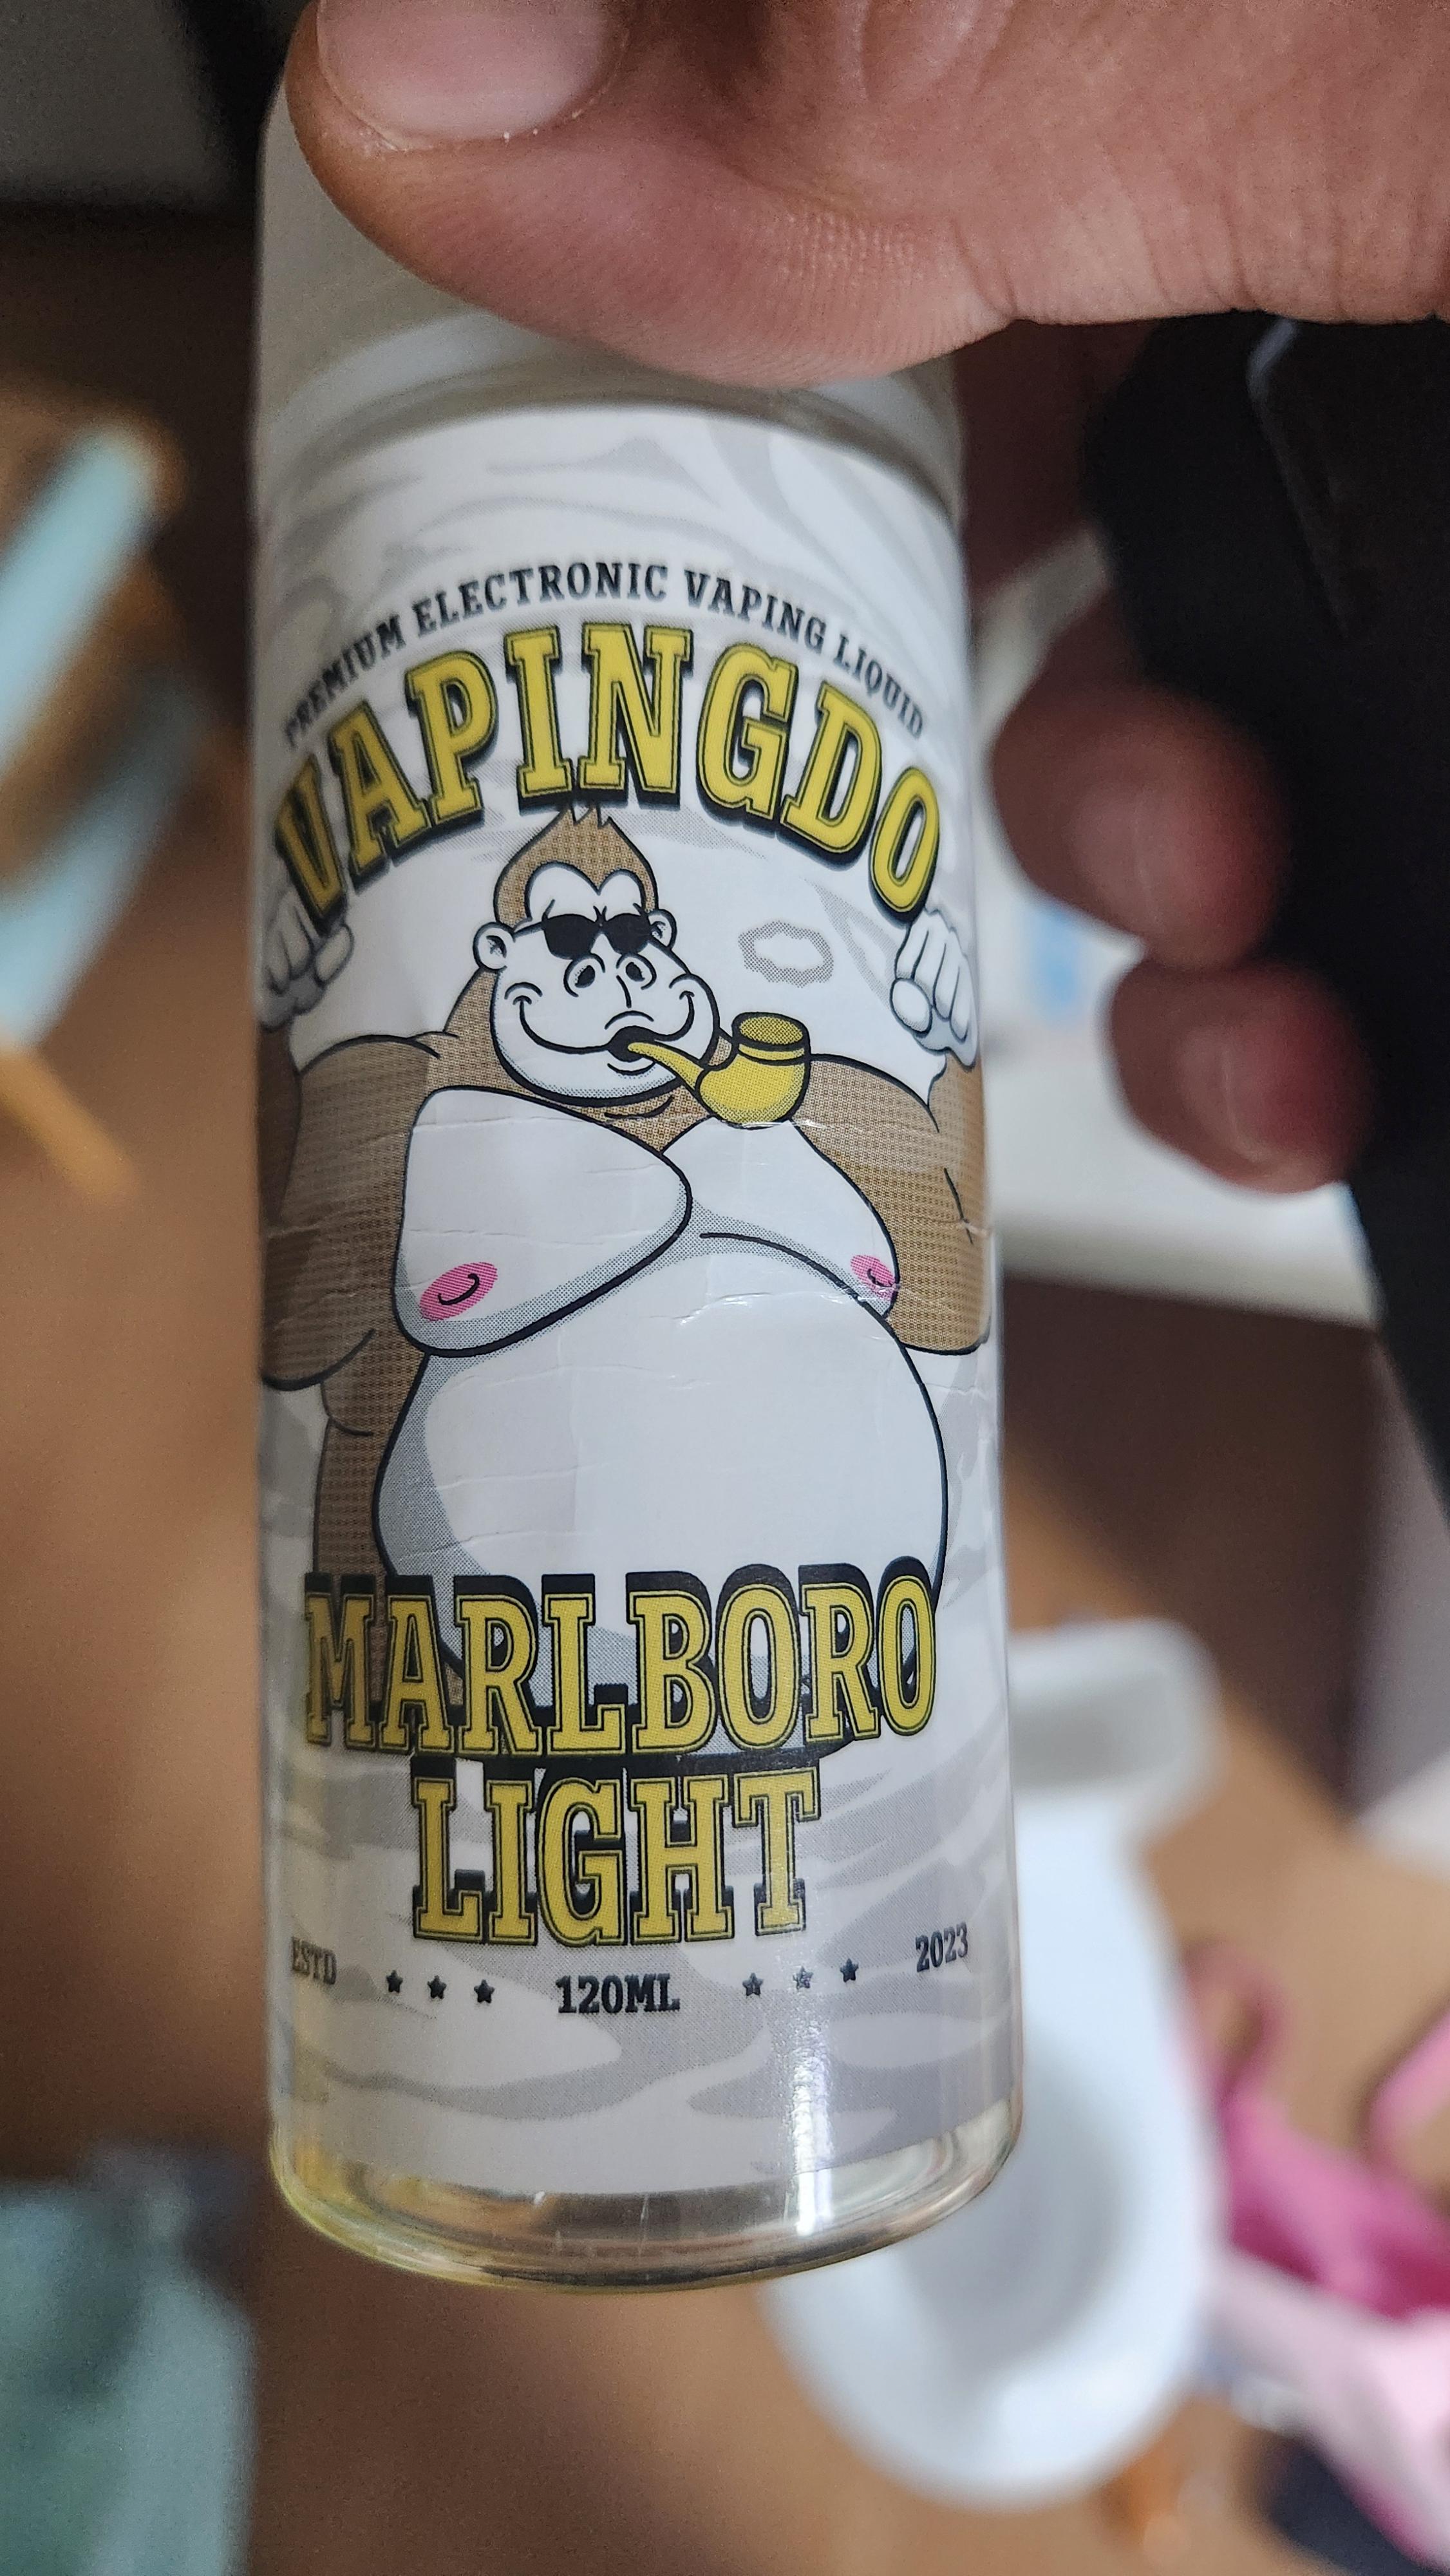 PREMIUM ELECTRONIC VAPING LIQUID
VAPINGDO
MARLBORO
LIGHT
ESTD ★ ★ ★ 120ML ★ ★ ★ 2023